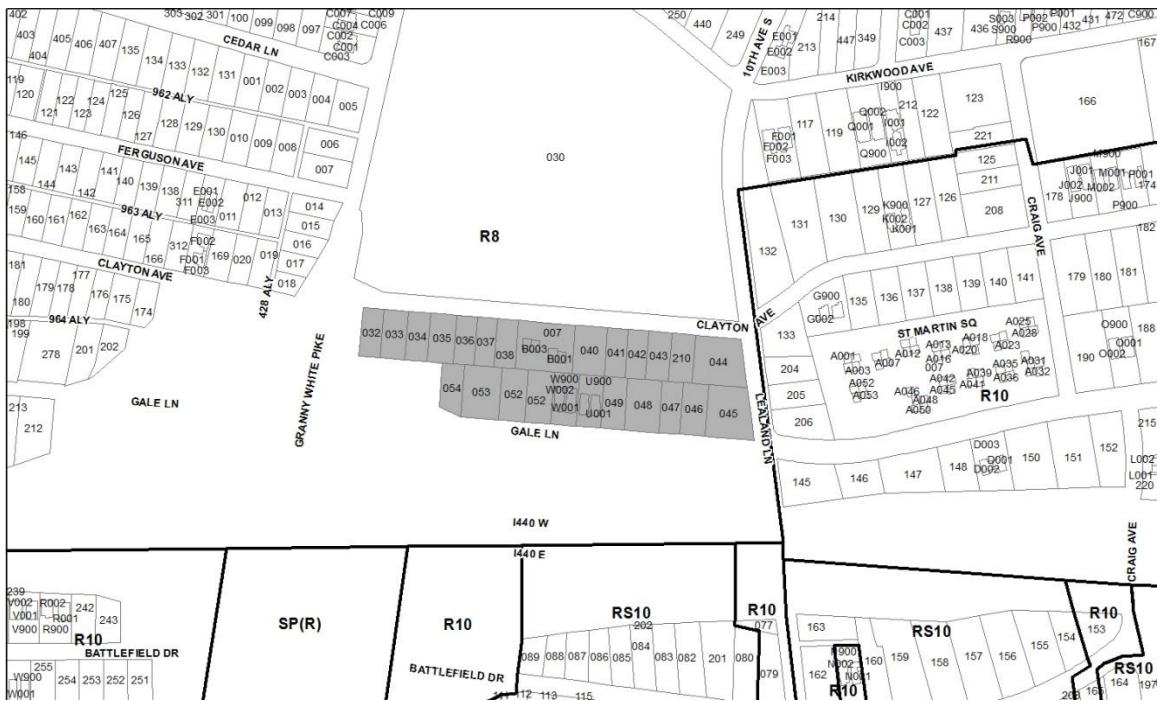 402 303 302 301 100 099 098 097 C007 C009 C004 C006 C002 C001 C003
403 405 406 407 135 134 133 132 131 001 002 003 004 005
404
CEDAR LN
119 120 121 122 123 124 125 126 127 128 129 130 010 009 008 006 007
962 ALY
FERGUSON AVE
146 145 144 143 142 141 140 139 138 311 E001 E002 E003 011 012 013 014 015 016 017 018
963 ALY
158 159 160 161 162 163 164 165 166 312 F002 F001 F003 169 020 019
CLAYTON AVE
181 180 179 178 177 176 175 174
428 ALY
964 ALY
198 199 278 201 202
213 212
GALE LN
GRANNY WHITE PIKE
030
R8
250 440 249
10TH AVE S
E001 E002 E003 213 214 447 349
C001 C002 C003 437 436 S003 S900 R900 P002 P001 P900 432 431 472 C900 167
KIRKWOOD AVE
F001 F002 F003 117 119 Q002 Q001 Q900 I900 I001 I002 212 122 123 221 166
132 131 130 129 K900 K002 K001 127 126 125 211 208
CRAIG AVE
178 J001 J002 J900 M900 M001 M002 P001 P900 174
182
CLAYTON AVE
133 G900 G002 135 136 137 138 139 140 141 179 180 181
ST MARTIN SQ
204 205 206
A001 A003 A052 A053 A007 A012 A013 A016 007 A042 A045 A046 A048 A050 A018 A020 A039 A041 A025 A028 A023 A035 A036 A031 A032
R10
190 O900 O001 O002 188
032 033 034 035 036 037 038 007 B003 B001 040 041 042 043 210 044
054 053 052 052 W900 W002 W001 U900 U001 049 048 047 046 045
GALE LN
LEALAND LN
145 146 147 148 D003 D001 D002 150 151 152
215 L002 L001 220
CRAIG AVE
I440 W
I440 E
239 V002 V001 V900 R002 R001 R900 242 243
R10
BATTLEFIELD DR
255 W900 W001 254 253 252 251
SP(R)
R10
BATTLEFIELD DR
RS10
202
089 088 087 086 085 084 083 082 201 080
112 113 115
R10
077 079
163 162 N900 N002 N001 160 159 158 157 156 155 154 153
RS10
R10
R10
RS10
165 164 197